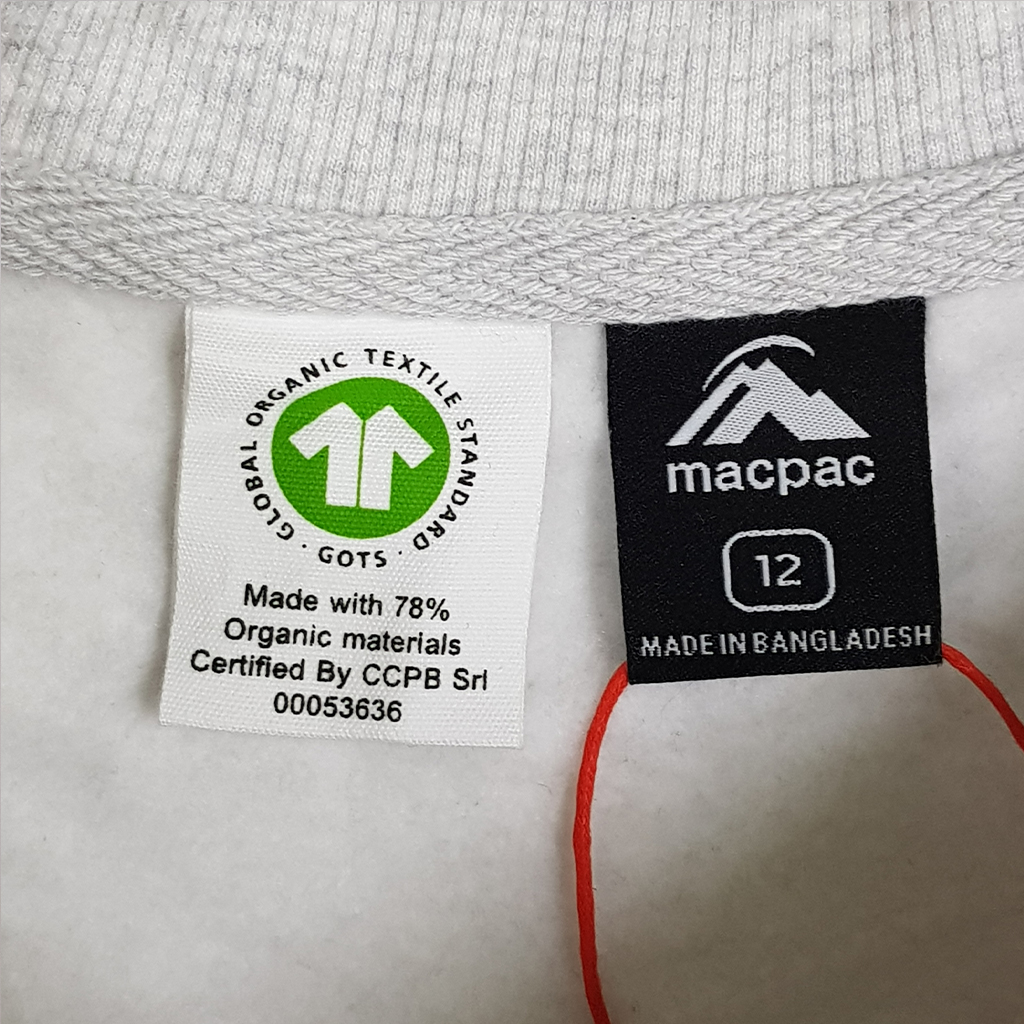 GLOBAL ORGANIC TEXTILE STANDARD
· GOTS ·
Made with 78%
Organic materials
Certified By CCPB Srl
00053636
macpac
12
MADE IN BANGLADESH